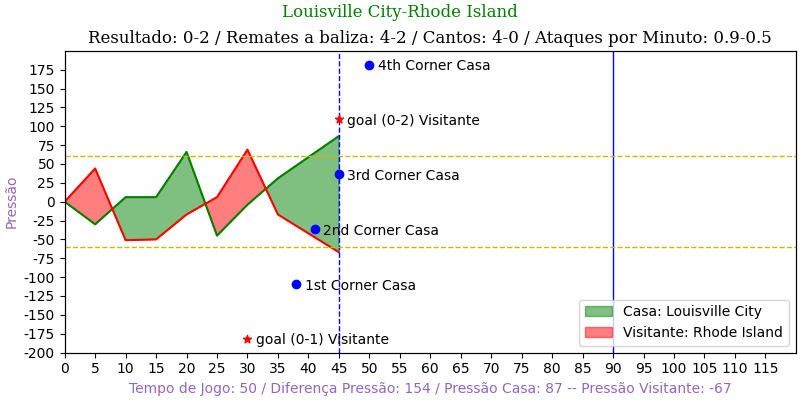 Louisville City-Rhode Island
Resultado: 0-2 / Remates a baliza: 4-2 / Cantos: 4-0 / Ataques por Minuto: 0.9-0.5
Pressão
175
150
125
100
75
50
25
0
-25
-50
-75
-100
-125
-150
-175
-200
4th Corner Casa
goal (0-2) Visitante
3rd Corner Casa
2nd Corner Casa
1st Corner Casa
goal (0-1) Visitante
Casa: Louisville City
Visitante: Rhode Island
0 5 10 15 20 25 30 35 40 45 50 55 60 65 70 75 80 85 90 95 100 105 110 115
Tempo de Jogo: 50 / Diferença Pressão: 154 / Pressão Casa: 87 -- Pressão Visitante: -67